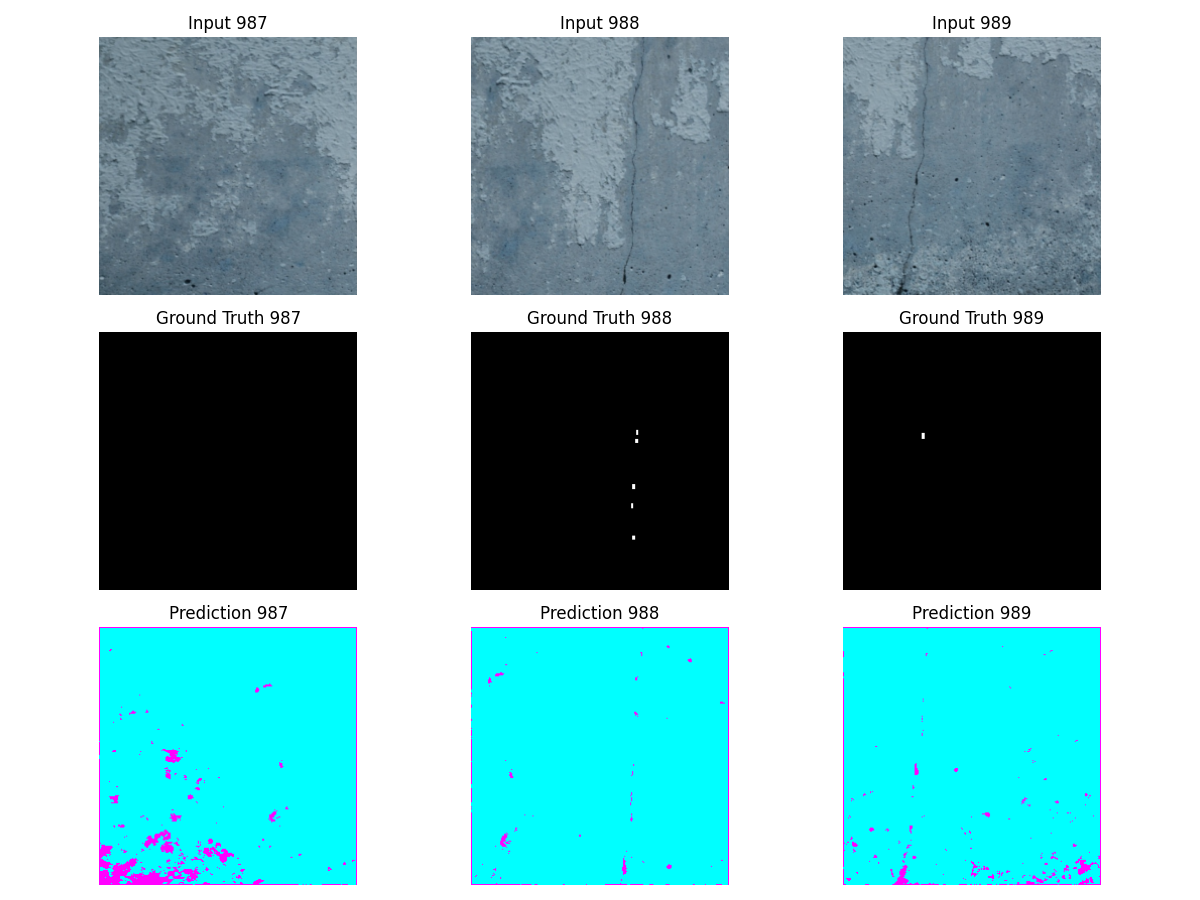 Input 987
Input 988
Input 989
Ground Truth 987
Ground Truth 988
Ground Truth 989
Prediction 987
Prediction 988
Prediction 989